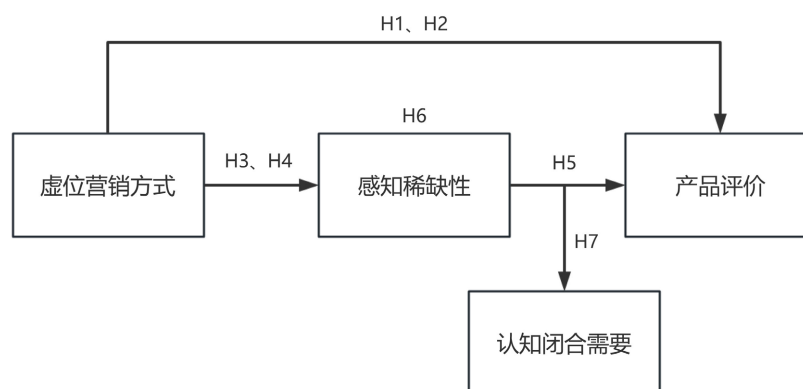 H1、H2
H6
虚位营销方式
H3、H4
感知稀缺性
H5
产品评价
H7
认知闭合需要